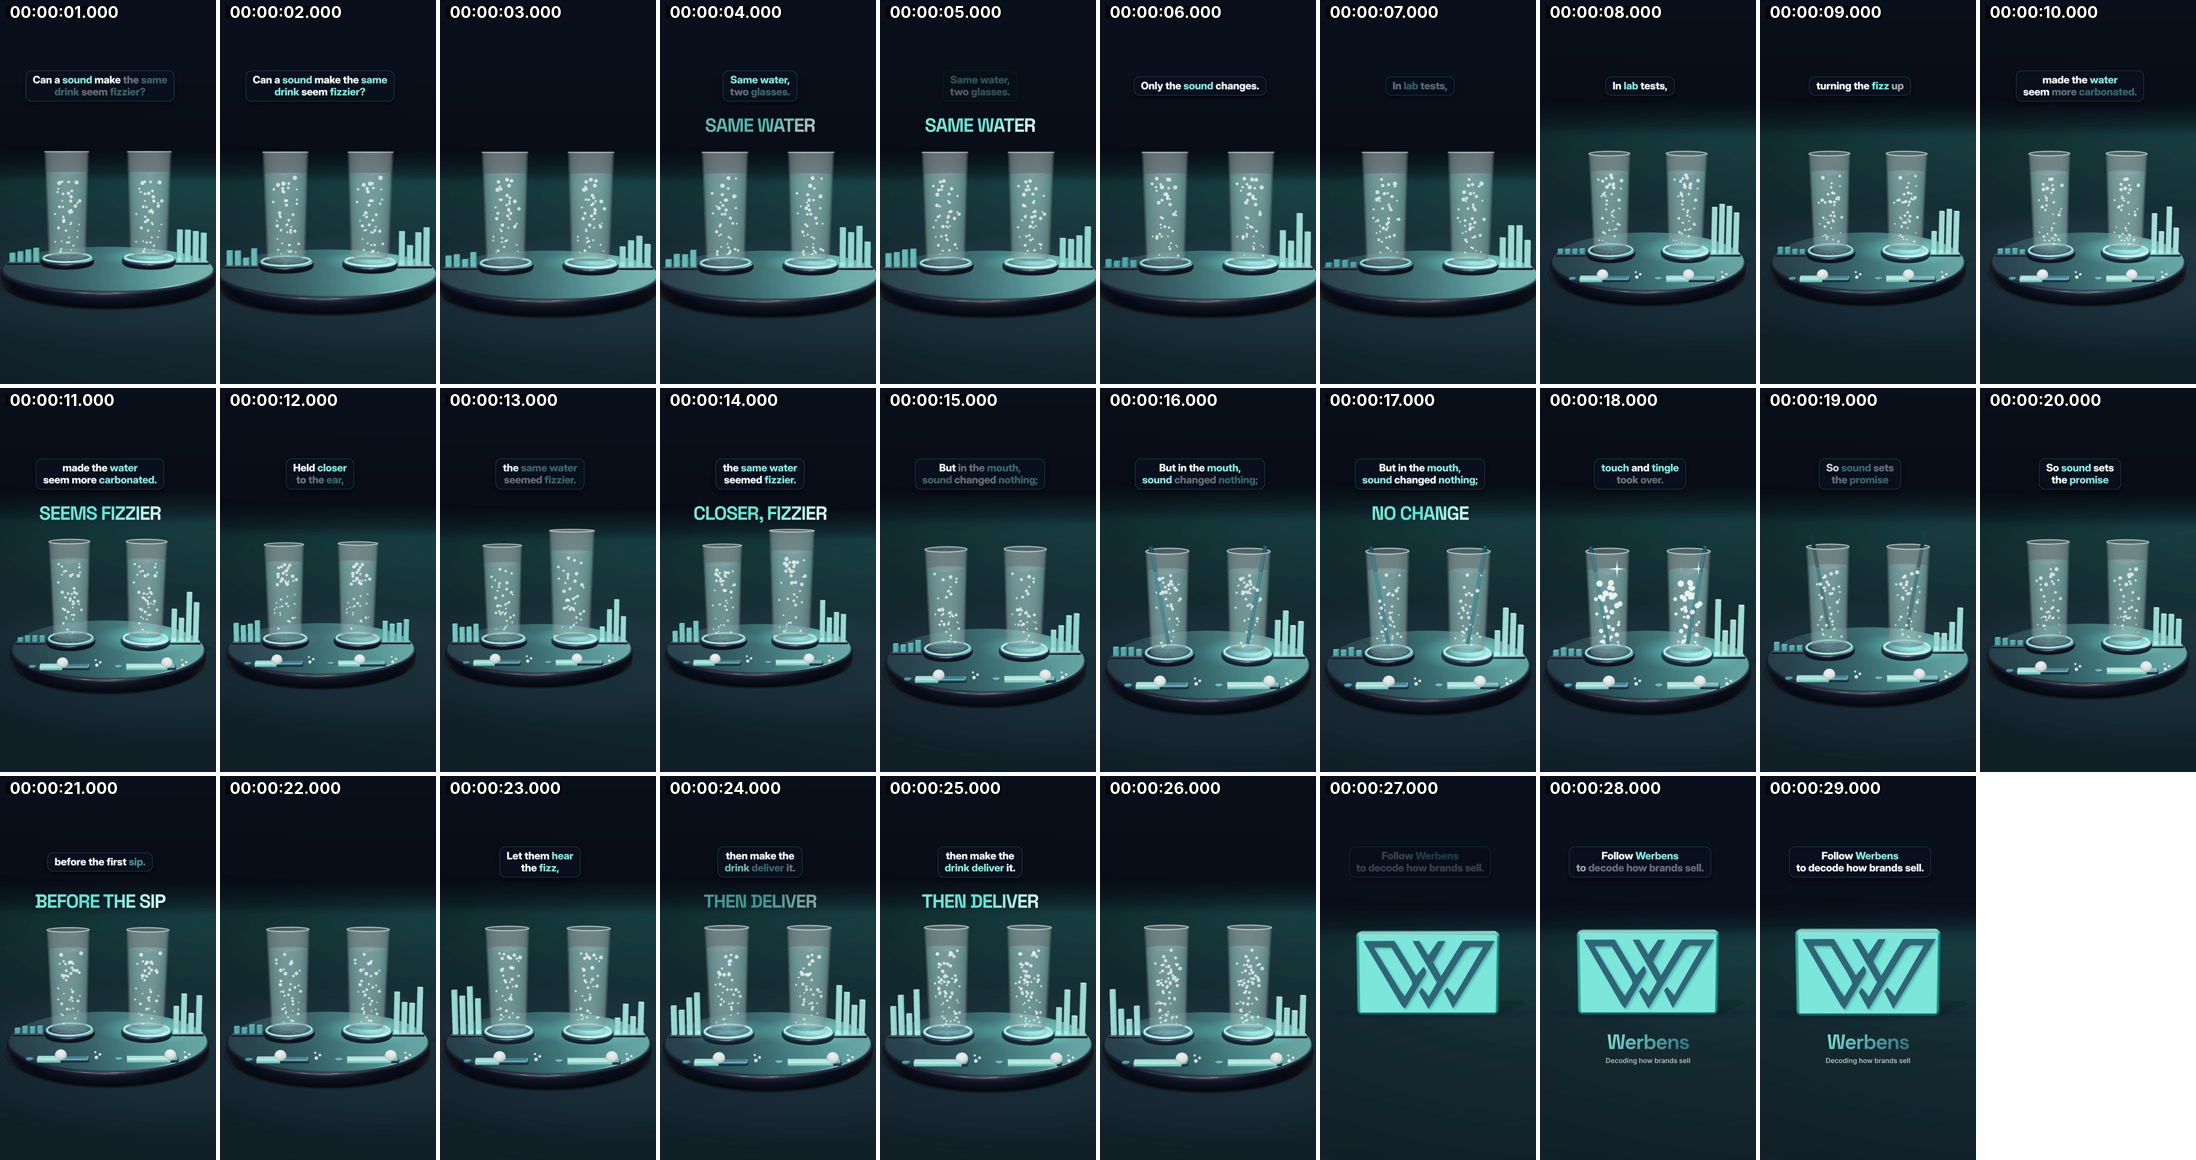 00:00:01.000
Can a sound make the same
drink seem fizzier?
00:00:02.000
Can a sound make the same
drink seem fizzier?
00:00:03.000
00:00:04.000
Same water,
two glasses.
SAME WATER
00:00:05.000
Same water,
two glasses.
SAME WATER
00:00:06.000
Only the sound changes.
00:00:07.000
In lab tests,
00:00:08.000
In lab tests,
00:00:09.000
turning the fizz up
00:00:10.000
made the water
seem more carbonated.
00:00:11.000
made the water
seem more carbonated.
SEEMS FIZZIER
00:00:12.000
Held closer
to the ear,
00:00:13.000
the same water
seemed fizzier.
00:00:14.000
the same water
seemed fizzier.
CLOSER, FIZZIER
00:00:15.000
But in the mouth,
sound changed nothing;
00:00:16.000
But in the mouth,
sound changed nothing;
00:00:17.000
But in the mouth,
sound changed nothing;
NO CHANGE
00:00:18.000
touch and tingle
took over.
00:00:19.000
So sound sets
the promise
00:00:20.000
So sound sets
the promise
00:00:21.000
before the first sip.
BEFORE THE SIP
00:00:22.000
00:00:23.000
Let them hear
the fizz,
00:00:24.000
then make the
drink deliver it.
THEN DELIVER
00:00:25.000
then make the
drink deliver it.
THEN DELIVER
00:00:26.000
00:00:27.000
Follow Werbens
to decode how brands sell.
00:00:28.000
Follow Werbens
to decode how brands sell.
Werbens
Decoding how brands sell
00:00:29.000
Follow Werbens
to decode how brands sell.
Werbens
Decoding how brands sell